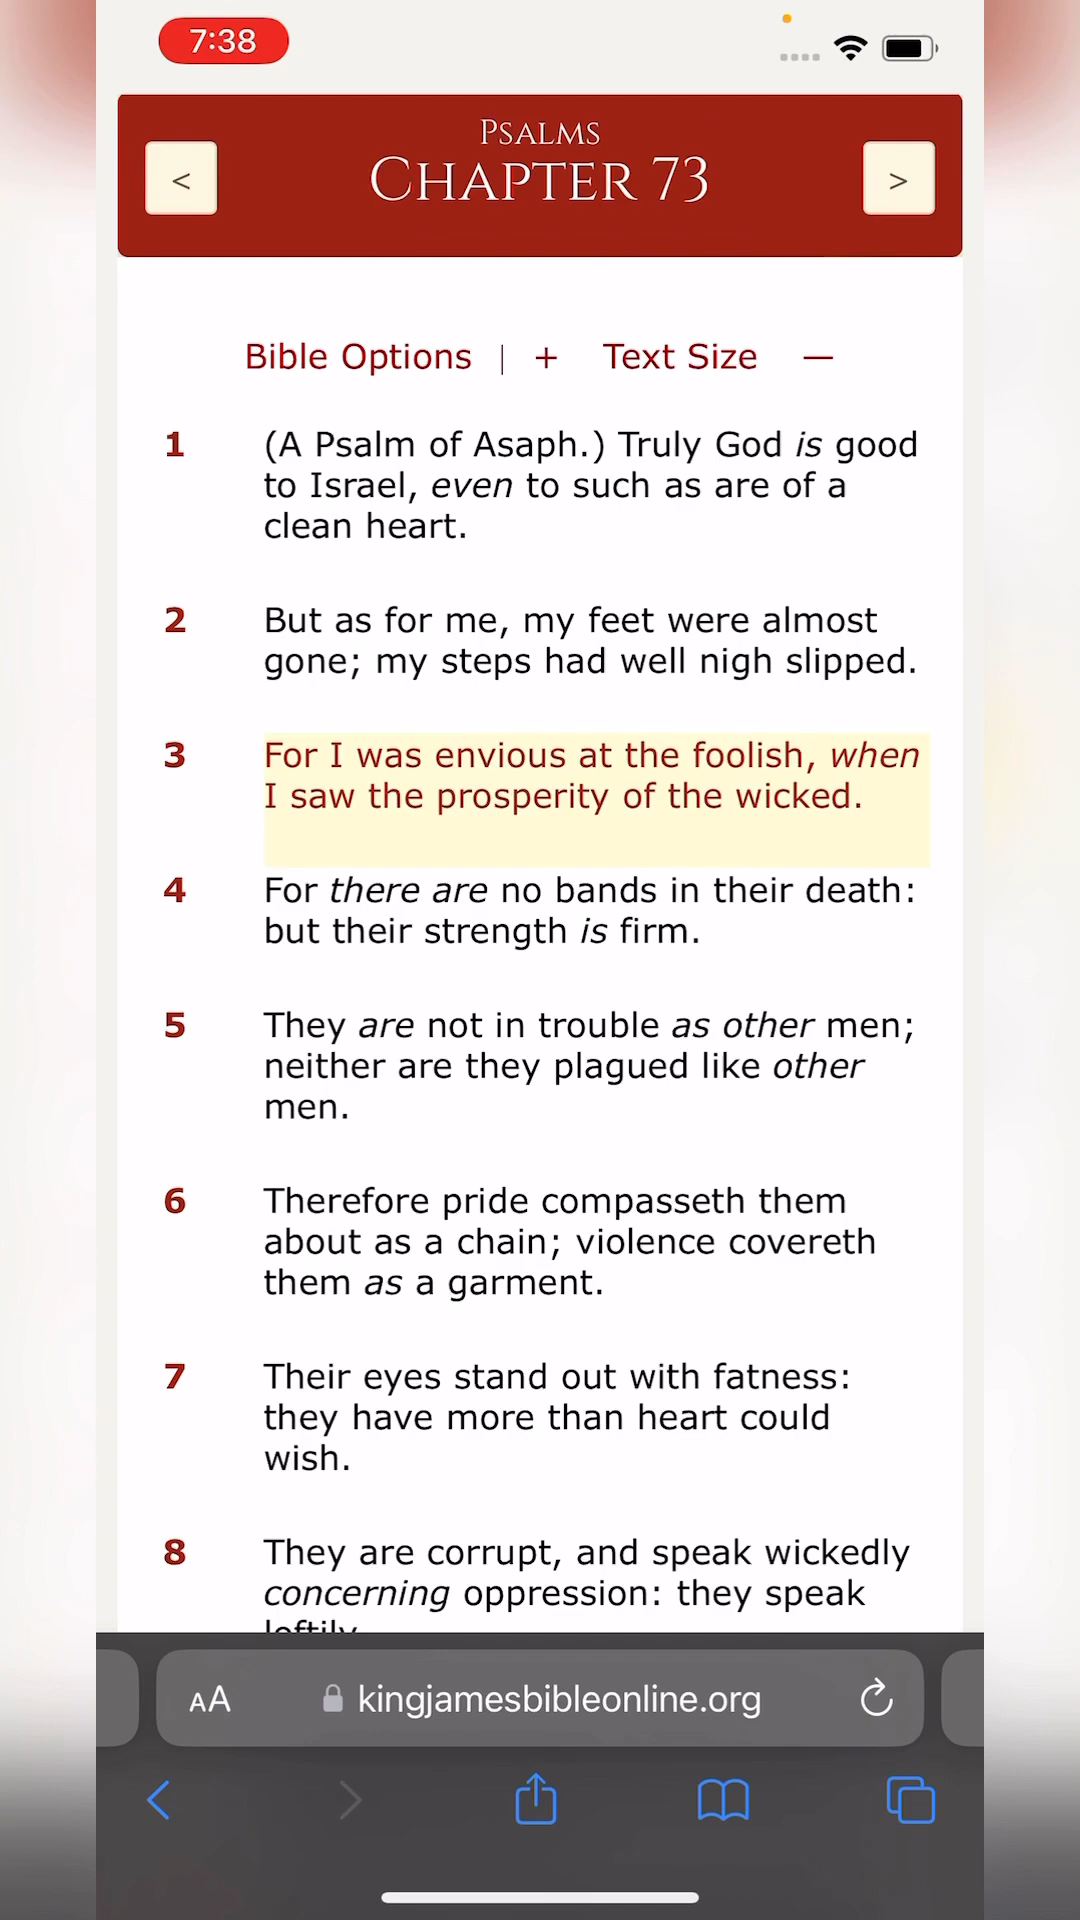 7:38
PSALMS
CHAPTER 73
<
>
Bible Options | + Text Size —
1 (A Psalm of Asaph.) Truly God is good
to Israel, even to such as are of a
clean heart.
2 But as for me, my feet were almost
gone; my steps had well nigh slipped.
3 For I was envious at the foolish, when
I saw the prosperity of the wicked.
4 For there are no bands in their death:
but their strength is firm.
5 They are not in trouble as other men;
neither are they plagued like other
men.
6 Therefore pride compasseth them
about as a chain; violence covereth
them as a garment.
7 Their eyes stand out with fatness:
they have more than heart could
wish.
8 They are corrupt, and speak wickedly
concerning oppression: they speak
loftily
AA kingjamesbibleonline.org